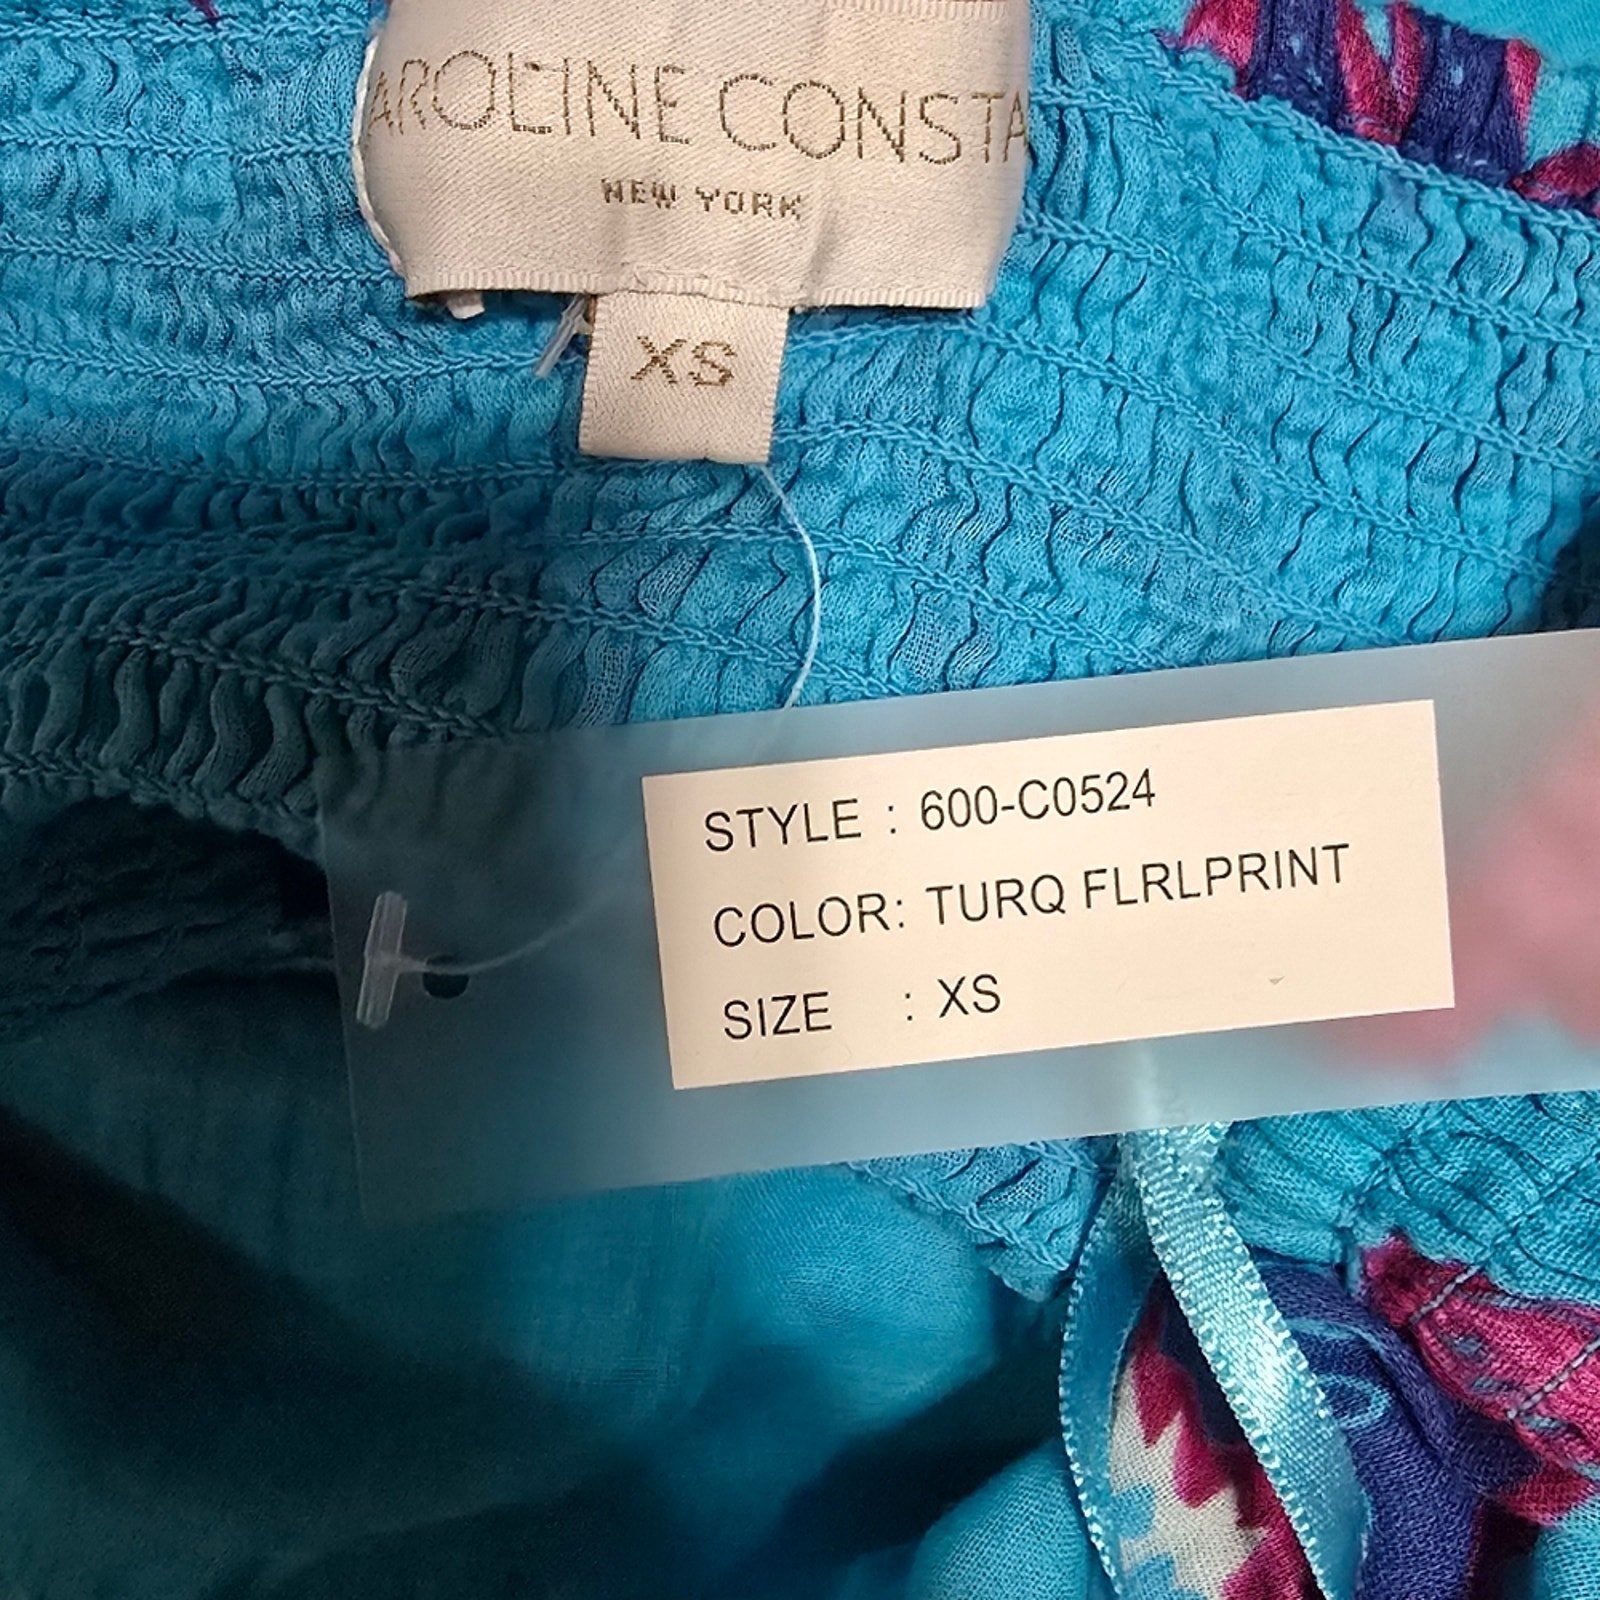 AROLINE CONSTA
NEW YORK
XS
STYLE : 600-C0524
COLOR: TURQ FLRLPRINT
SIZE : XS